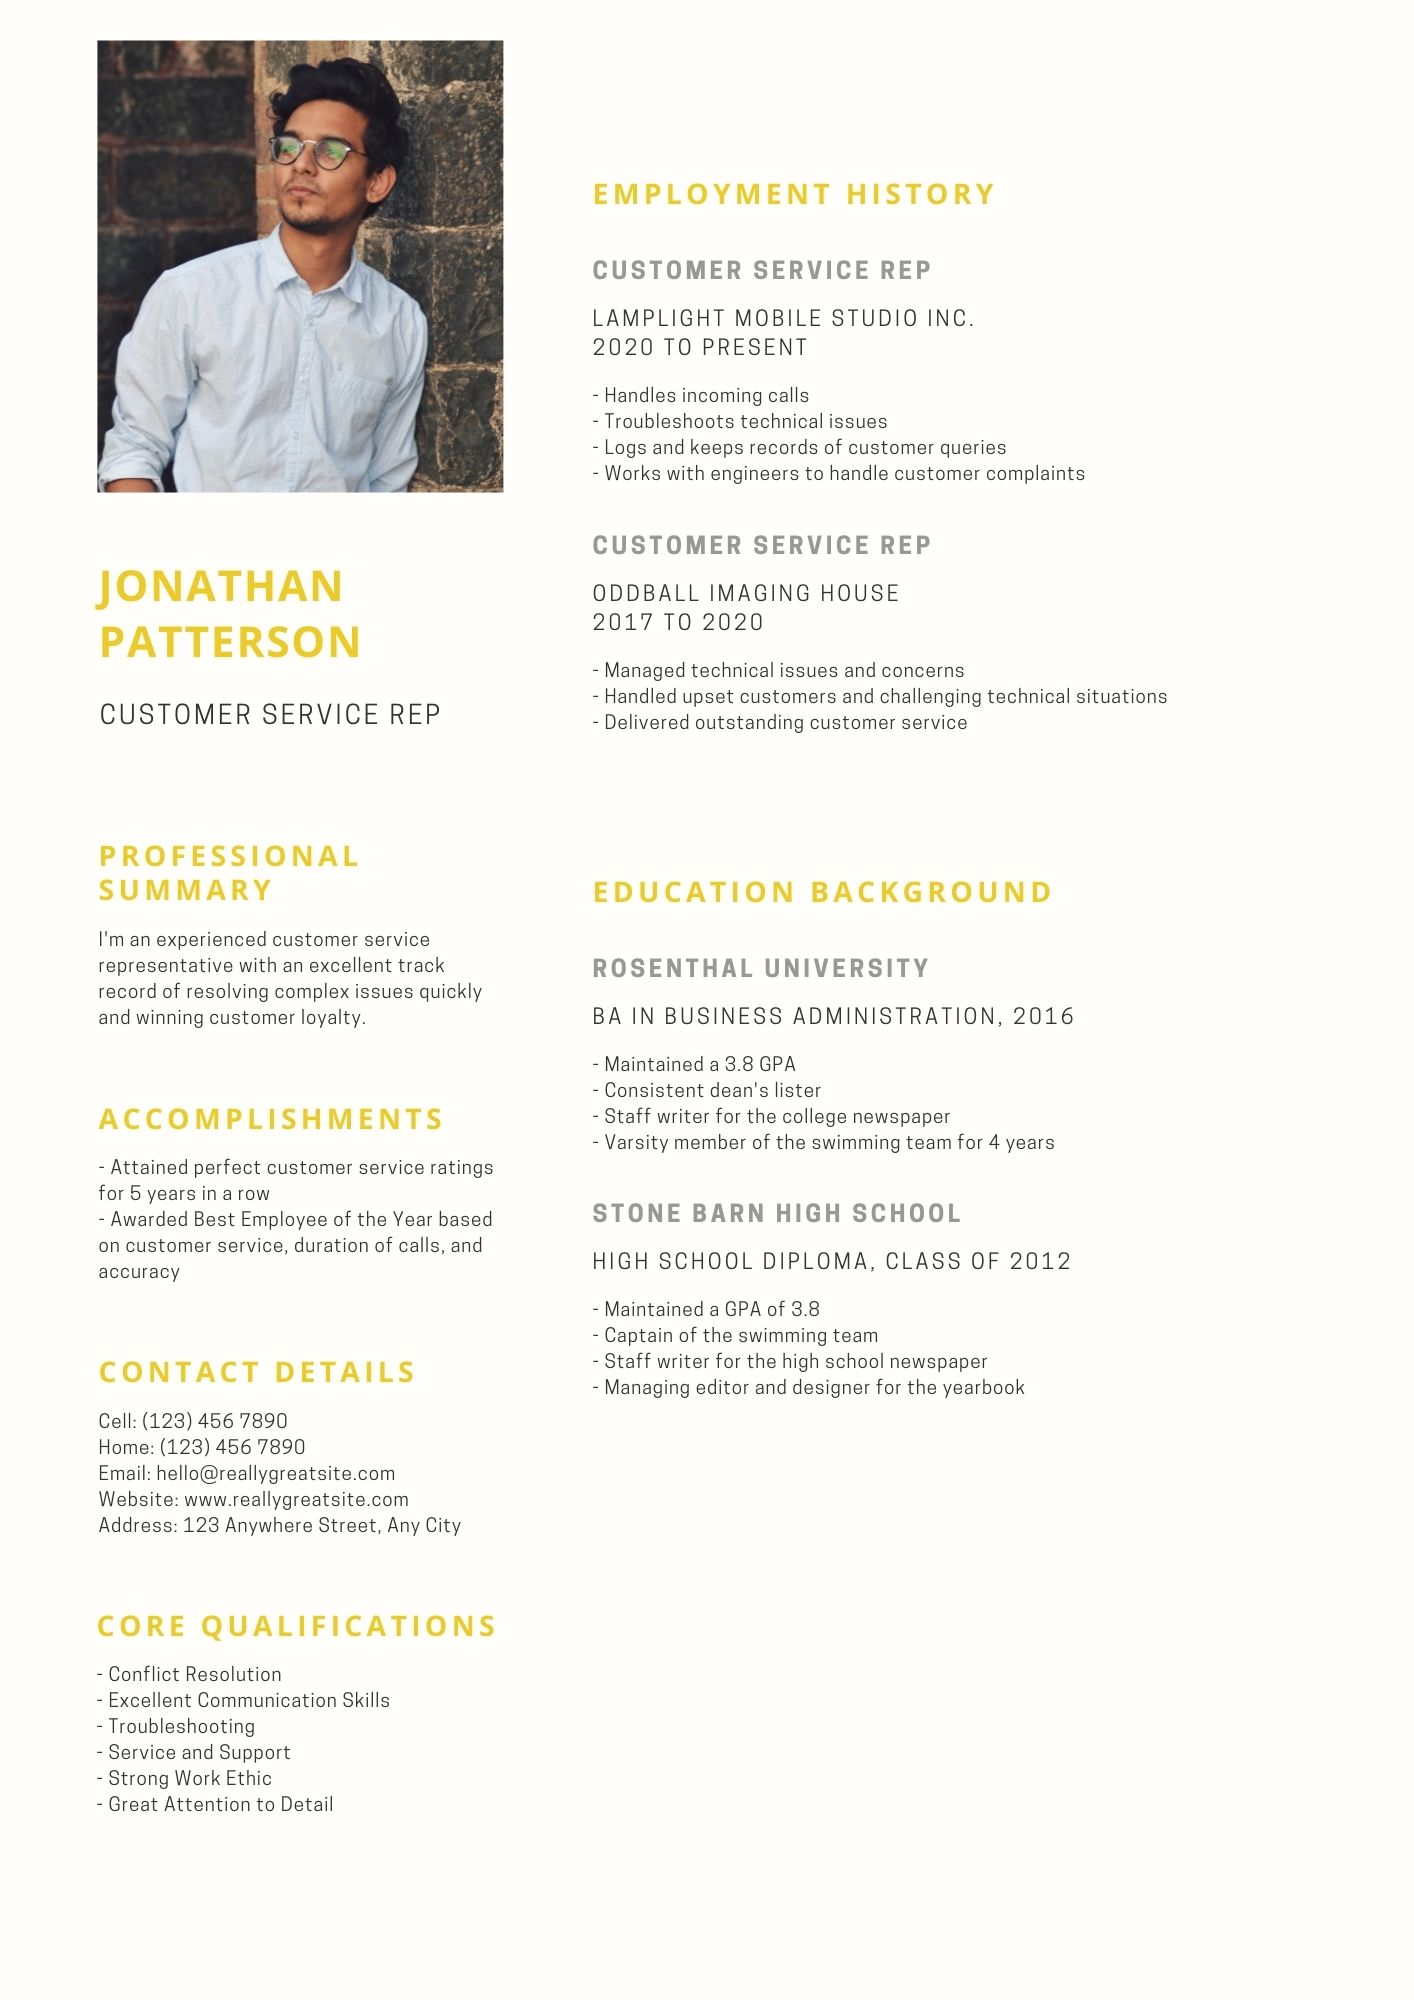 JONATHAN
PATTERSON
CUSTOMER SERVICE REP
PROFESSIONAL
SUMMARY
I'm an experienced customer service
representative with an excellent track
record of resolving complex issues quickly
and winning customer loyalty.
ACCOMPLISHMENTS
- Attained perfect customer service ratings
for 5 years in a row
- Awarded Best Employee of the Year based
on customer service, duration of calls, and
accuracy
CONTACT DETAILS
Cell: (123) 456 7890
Home: (123) 456 7890
Email: hello@reallygreatsite.com
Website: www.reallygreatsite.com
Address: 123 Anywhere Street, Any City
CORE QUALIFICATIONS
- Conflict Resolution
- Excellent Communication Skills
- Troubleshooting
- Service and Support
- Strong Work Ethic
- Great Attention to Detail
EMPLOYMENT HISTORY
CUSTOMER SERVICE REP
LAMPLIGHT MOBILE STUDIO INC.
2020 TO PRESENT
- Handles incoming calls
- Troubleshoots technical issues
- Logs and keeps records of customer queries
- Works with engineers to handle customer complaints
CUSTOMER SERVICE REP
ODDBALL IMAGING HOUSE
2017 TO 2020
- Managed technical issues and concerns
- Handled upset customers and challenging technical situations
- Delivered outstanding customer service
EDUCATION BACKGROUND
ROSENTHAL UNIVERSITY
BA IN BUSINESS ADMINISTRATION, 2016
- Maintained a 3.8 GPA
- Consistent dean's lister
- Staff writer for the college newspaper
- Varsity member of the swimming team for 4 years
STONE BARN HIGH SCHOOL
HIGH SCHOOL DIPLOMA, CLASS OF 2012
- Maintained a GPA of 3.8
- Captain of the swimming team
- Staff writer for the high school newspaper
- Managing editor and designer for the yearbook